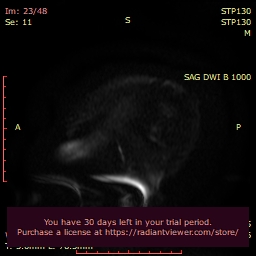 Im: 23/48
Se: 11
S
STP130
STP130
M
SAG DWI B 1000
A
P
You have 30 days left in your trial period.
Purchase a license at https://radiantviewer.com/store/